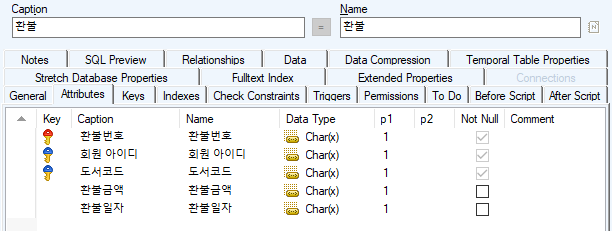 Caption Name
환불 = 환불
Notes SQL Preview Relationships Data Data Compression Temporal Table Properties
Stretch Database Properties Fulltext Index Extended Properties Connections
General Attributes Keys Indexes Check Constraints Triggers Permissions To Do Before Script After Script
Key Caption Name Data Type p1 p2 Not Null Comment
환불번호 환불번호 Char(x) 1
회원 아이디 회원 아이디 Char(x) 1
도서코드 도서코드 Char(x) 1
환불금액 환불금액 Char(x) 1
환불일자 환불일자 Char(x) 1